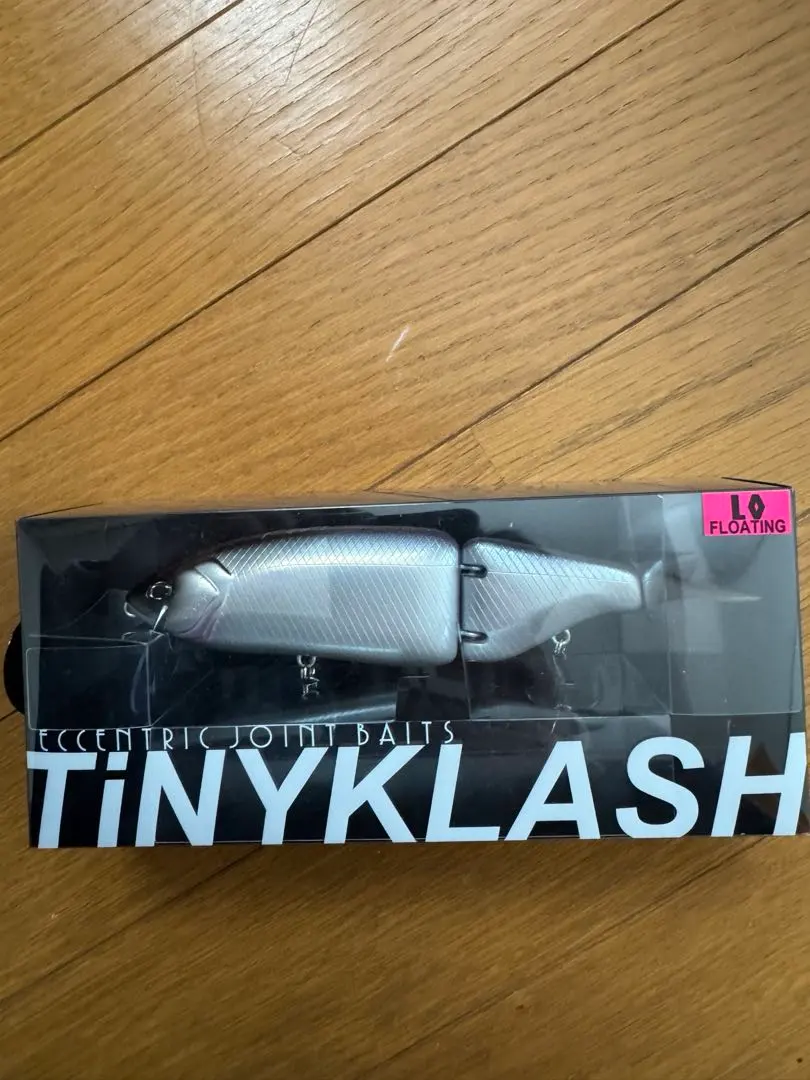 LO
FLOATING
ECCENTRIC JOINT BAITS
TiNYKLASH